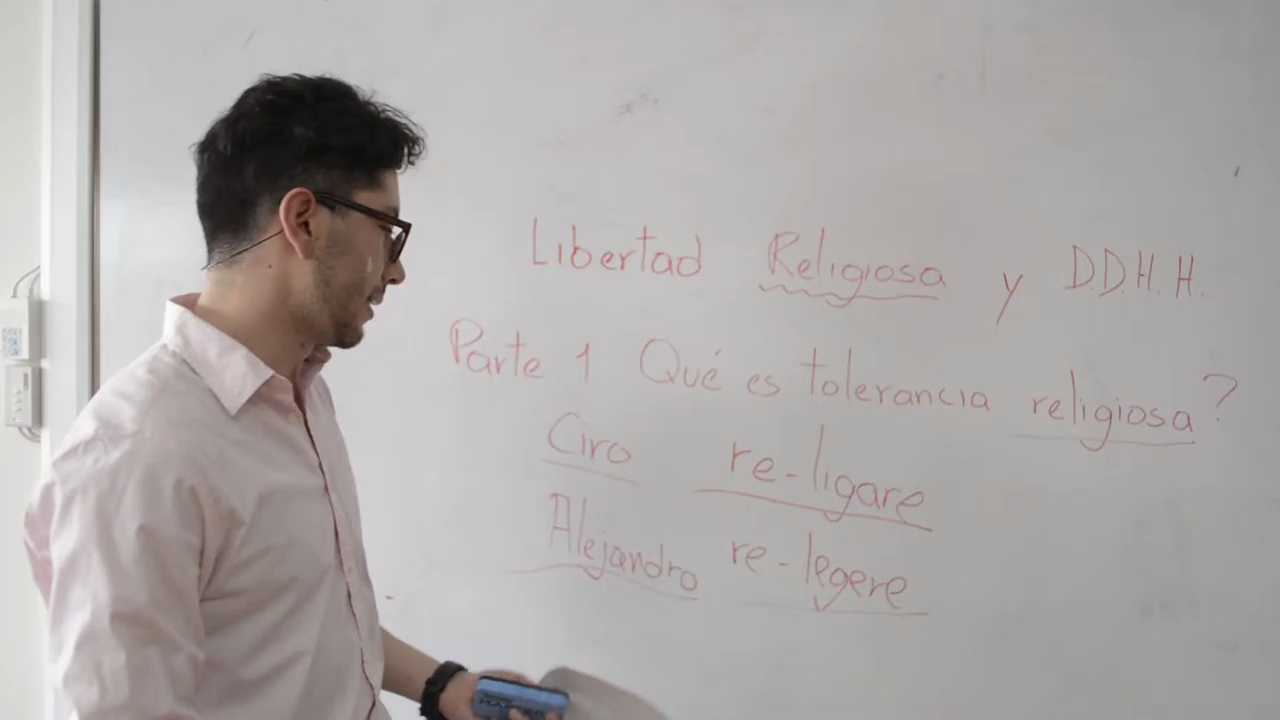 Libertad Religiosa y D.D.H.H.
Parte 1 Qué es tolerancia religiosa?
Ciro re-ligare
Alejandro re-legere